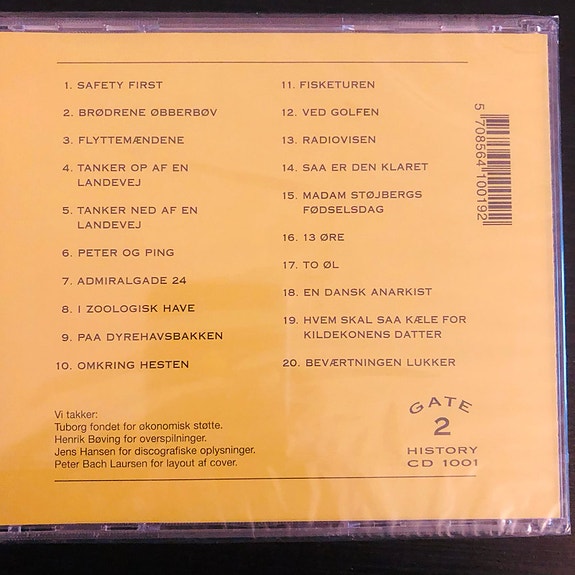 1. SAFETY FIRST
2. BRØDRENE ØBBERBØV
3. FLYTTEMÆNDENE
4. TANKER OP AF EN
LANDEVEJ
5. TANKER NED AF EN
LANDEVEJ
6. PETER OG PING
7. ADMIRALGADE 24
8. I ZOOLOGISK HAVE
9. PAA DYREHAVSBAKKEN
10. OMKRING HESTEN
11. FISKETUREN
12. VED GOLFEN
13. RADIOVISEN
14. SAA ER DEN KLARET
15. MADAM STØJBERGS
FØDSELSDAG
16. 13 ØRE
17. TO ØL
18. EN DANSK ANARKIST
19. HVEM SKAL SAA KÆLE FOR
KILDEKONENS DATTER
20. BEVÆRTNINGEN LUKKER
5 708564 100192
Vi takker:
Tuborg fondet for økonomisk støtte.
Henrik Bøving for overspilninger.
Jens Hansen for discografiske oplysninger.
Peter Bach Laursen for layout af cover.
GATE
2
HISTORY
CD 1001